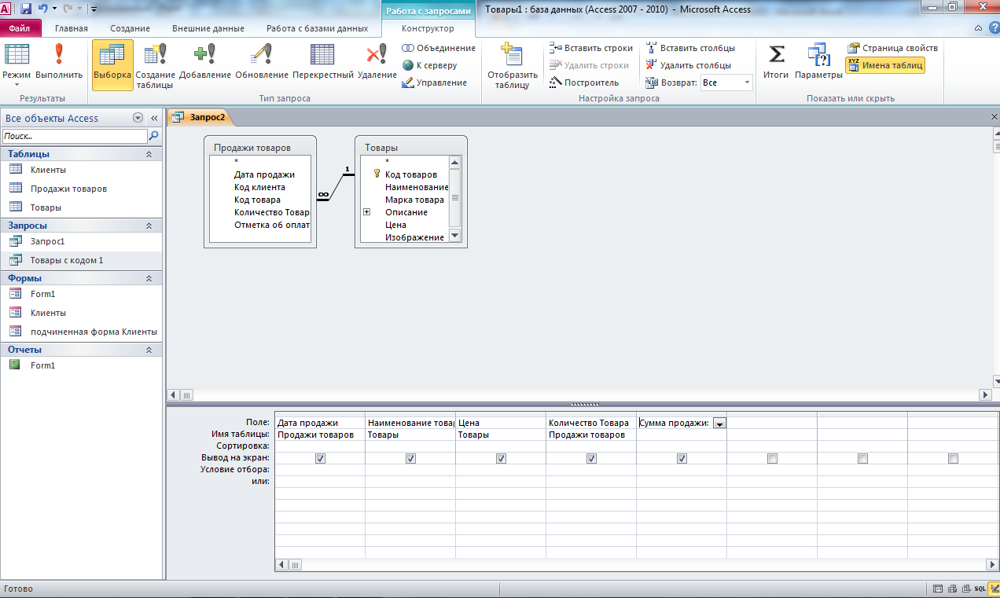 Работа с запросами
Товары1 : база данных (Access 2007 - 2010) - Microsoft Access
Файл Главная Создание Внешние данные Работа с базами данных Конструктор
Режим Выполнить
Результаты
Выборка Создание таблицы Добавление Обновление Перекрестный Удаление
Объединение
К серверу
Управление
Тип запроса
Отобразить таблицу
Вставить строки
Удалить строки
Построитель
Вставить столбцы
Удалить столбцы
Возврат: Все
Настройка запроса
Итоги Параметры
Страница свойств
Имена таблиц
Показать или скрыть
Все объекты Access
Поиск...
Таблицы
Клиенты
Продажи товаров
Товары
Запросы
Запрос1
Товары с кодом 1
Формы
Form1
Клиенты
подчиненная форма Клиенты
Отчеты
Form1
Запрос2
Продажи товаров
*
Дата продажи
Код клиента
Код товара
Количество Товар
Отметка об оплат
∞
1
Товары
*
Код товаров
Наименование
Марка товара
Описание
Цена
Изображение
Поле: Дата продажи Наименование товар Цена Количество Товара Сумма продажи:
Имя таблицы: Продажи товаров Товары Товары Продажи товаров
Сортировка:
Вывод на экран:
Условие отбора:
или:
Готово
SQL